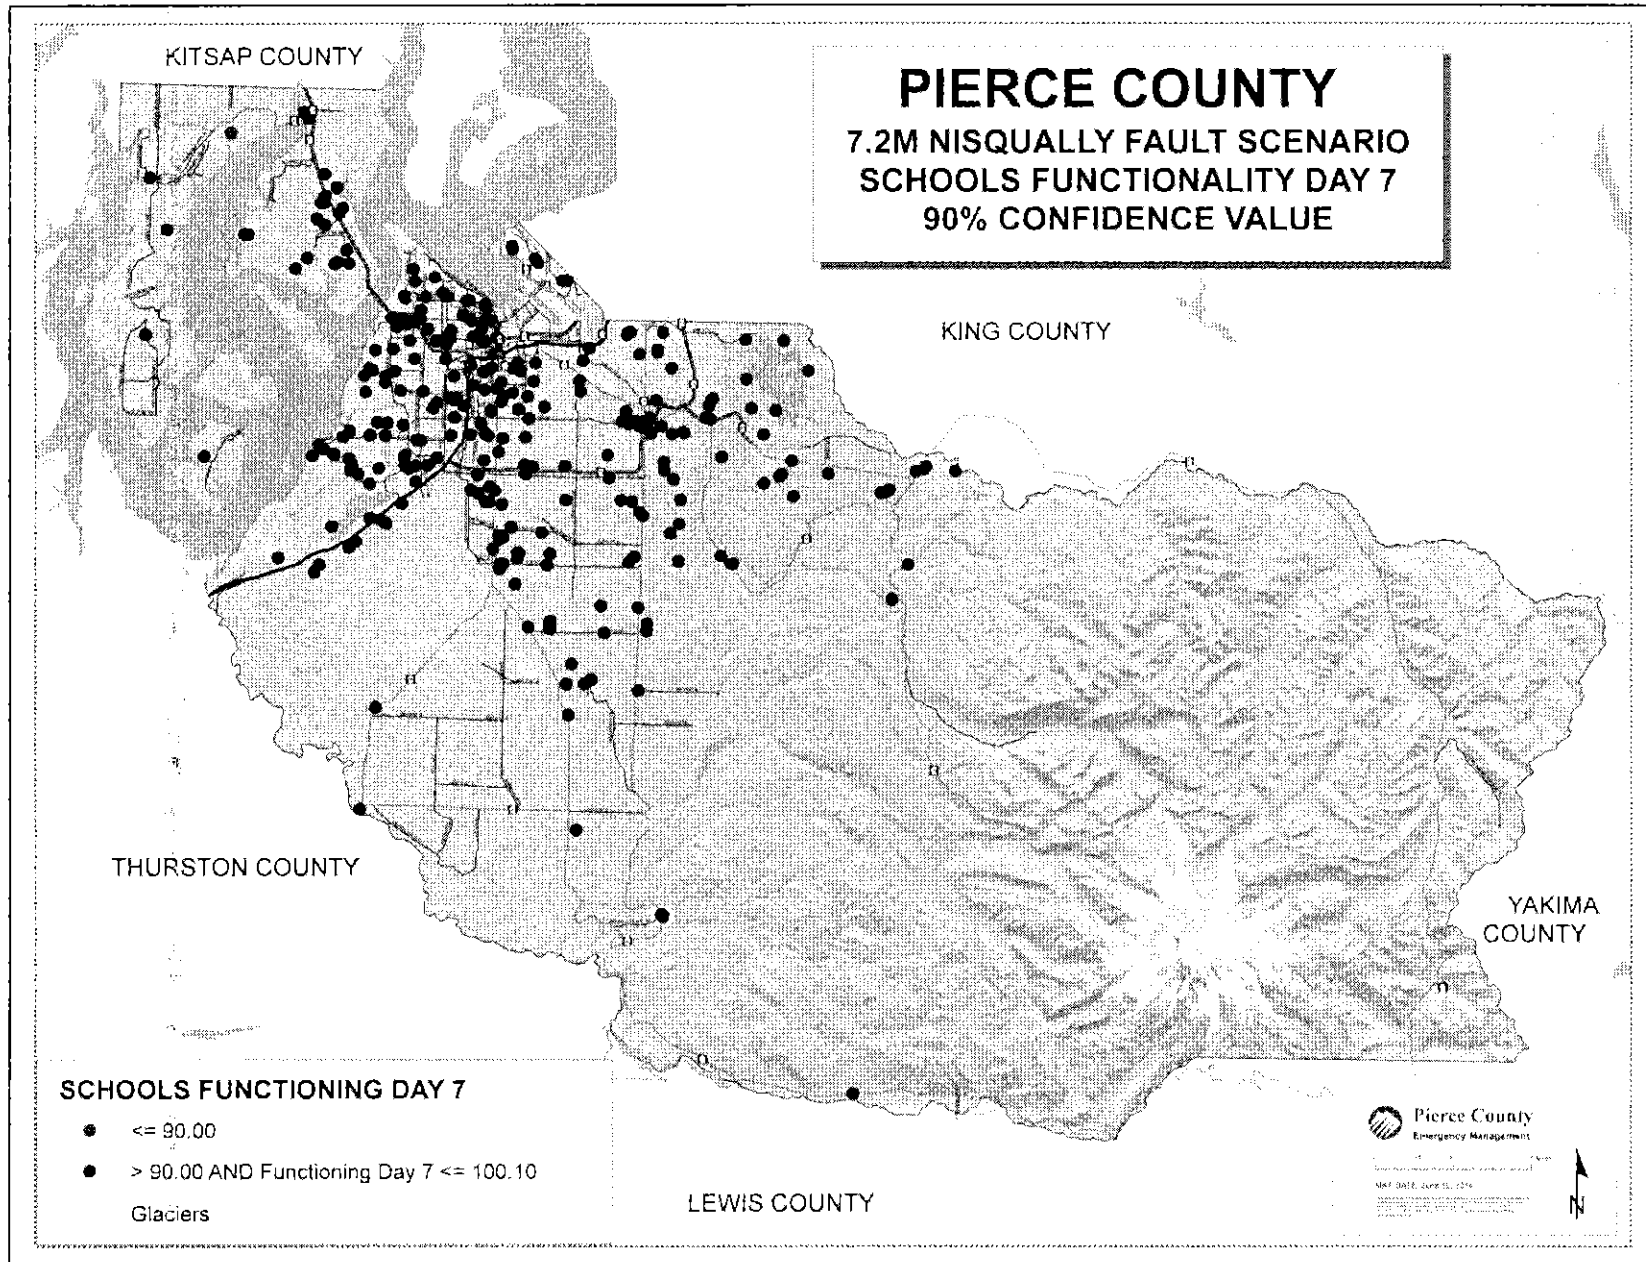 KITSAP COUNTY
PIERCE COUNTY
7.2M NISQUALLY FAULT SCENARIO
SCHOOLS FUNCTIONALITY DAY 7
90% CONFIDENCE VALUE
KING COUNTY
THURSTON COUNTY
YAKIMA
COUNTY
SCHOOLS FUNCTIONING DAY 7
<= 90.00
> 90.00 AND Functioning Day 7 <= 100.10
Glaciers
LEWIS COUNTY
Pierce County
Emergency Management
N